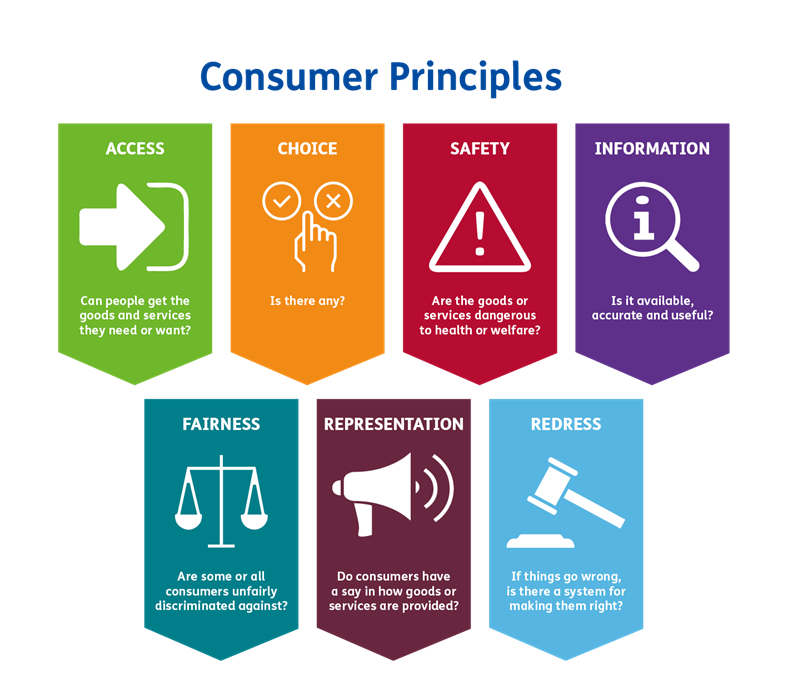 Consumer Principles
ACCESS
Can people get the
goods and services
they need or want?
CHOICE
Is there any?
SAFETY
Are the goods or
services dangerous
to health or welfare?
INFORMATION
Is it available,
accurate and useful?
FAIRNESS
Are some or all
consumers unfairly
discriminated against?
REPRESENTATION
Do consumers have
a say in how goods or
services are provided?
REDRESS
If things go wrong,
is there a system for
making them right?